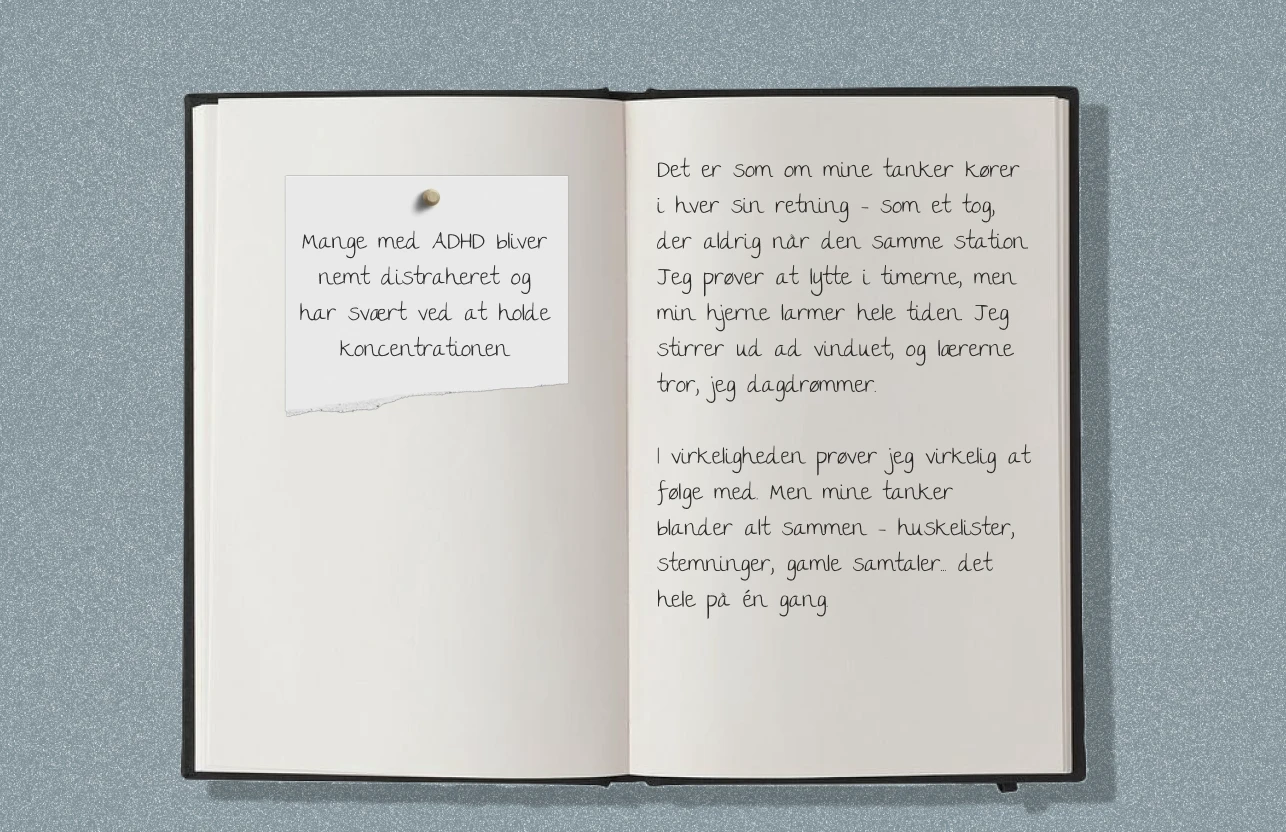 Mange med ADHD bliver
nemt distraheret og
har svært ved at holde
koncentrationen
Det er som om mine tanker kører
i hver sin retning - som et tog,
der aldrig når den samme station.
Jeg prøver at lytte i timerne, men
min hjerne larmer hele tiden. Jeg
stirrer ud ad vinduet, og lærerne
tror, jeg dagdrømmer.
I virkeligheden prøver jeg virkelig at
følge med. Men mine tanker
blander alt sammen - huskelister,
stemninger, gamle samtaler... det
hele på én gang.